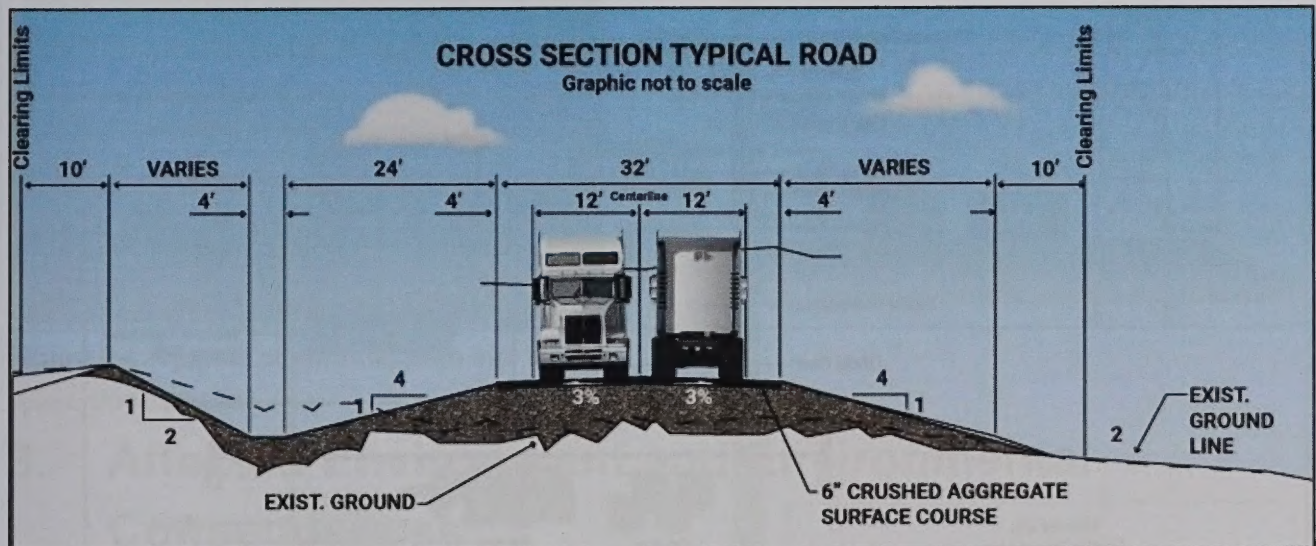 CROSS SECTION TYPICAL ROAD
Graphic not to scale
Clearing Limits
Clearing Limits
10'
VARIES
24'
32'
VARIES
10'
4'
4'
12'
Centerline
12'
4'
4
1
3%
3%
4
1
1
2
2
EXIST.
GROUND
LINE
EXIST. GROUND
6" CRUSHED AGGREGATE
SURFACE COURSE